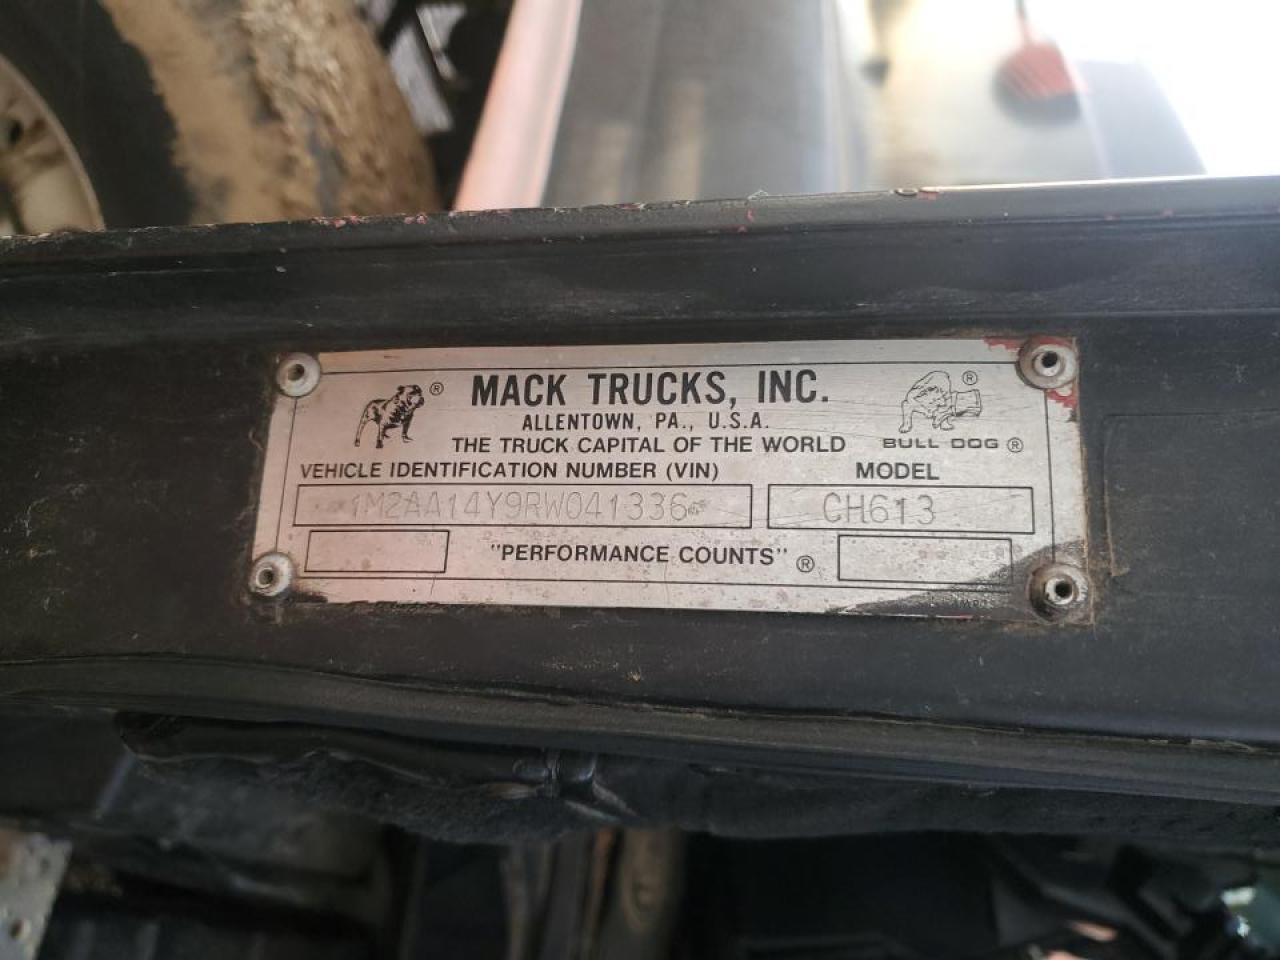 ®
MACK TRUCKS, INC.
®
ALLENTOWN, PA., U.S.A.
THE TRUCK CAPITAL OF THE WORLD
BULL DOG ®
VEHICLE IDENTIFICATION NUMBER (VIN)
MODEL
1M2AA14Y9RW041336
CH613
"PERFORMANCE COUNTS" ®